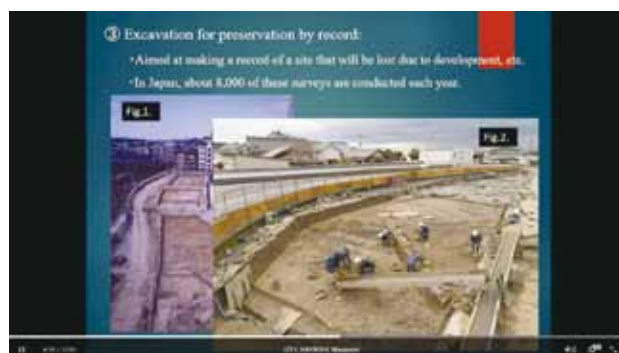 ③ Excavation for preservation by record:
•Aimed at making a record of a site that will be lost due to development, etc.
•In Japan, about 8,000 of these surveys are conducted each year.
Fig.1.
Fig.2.